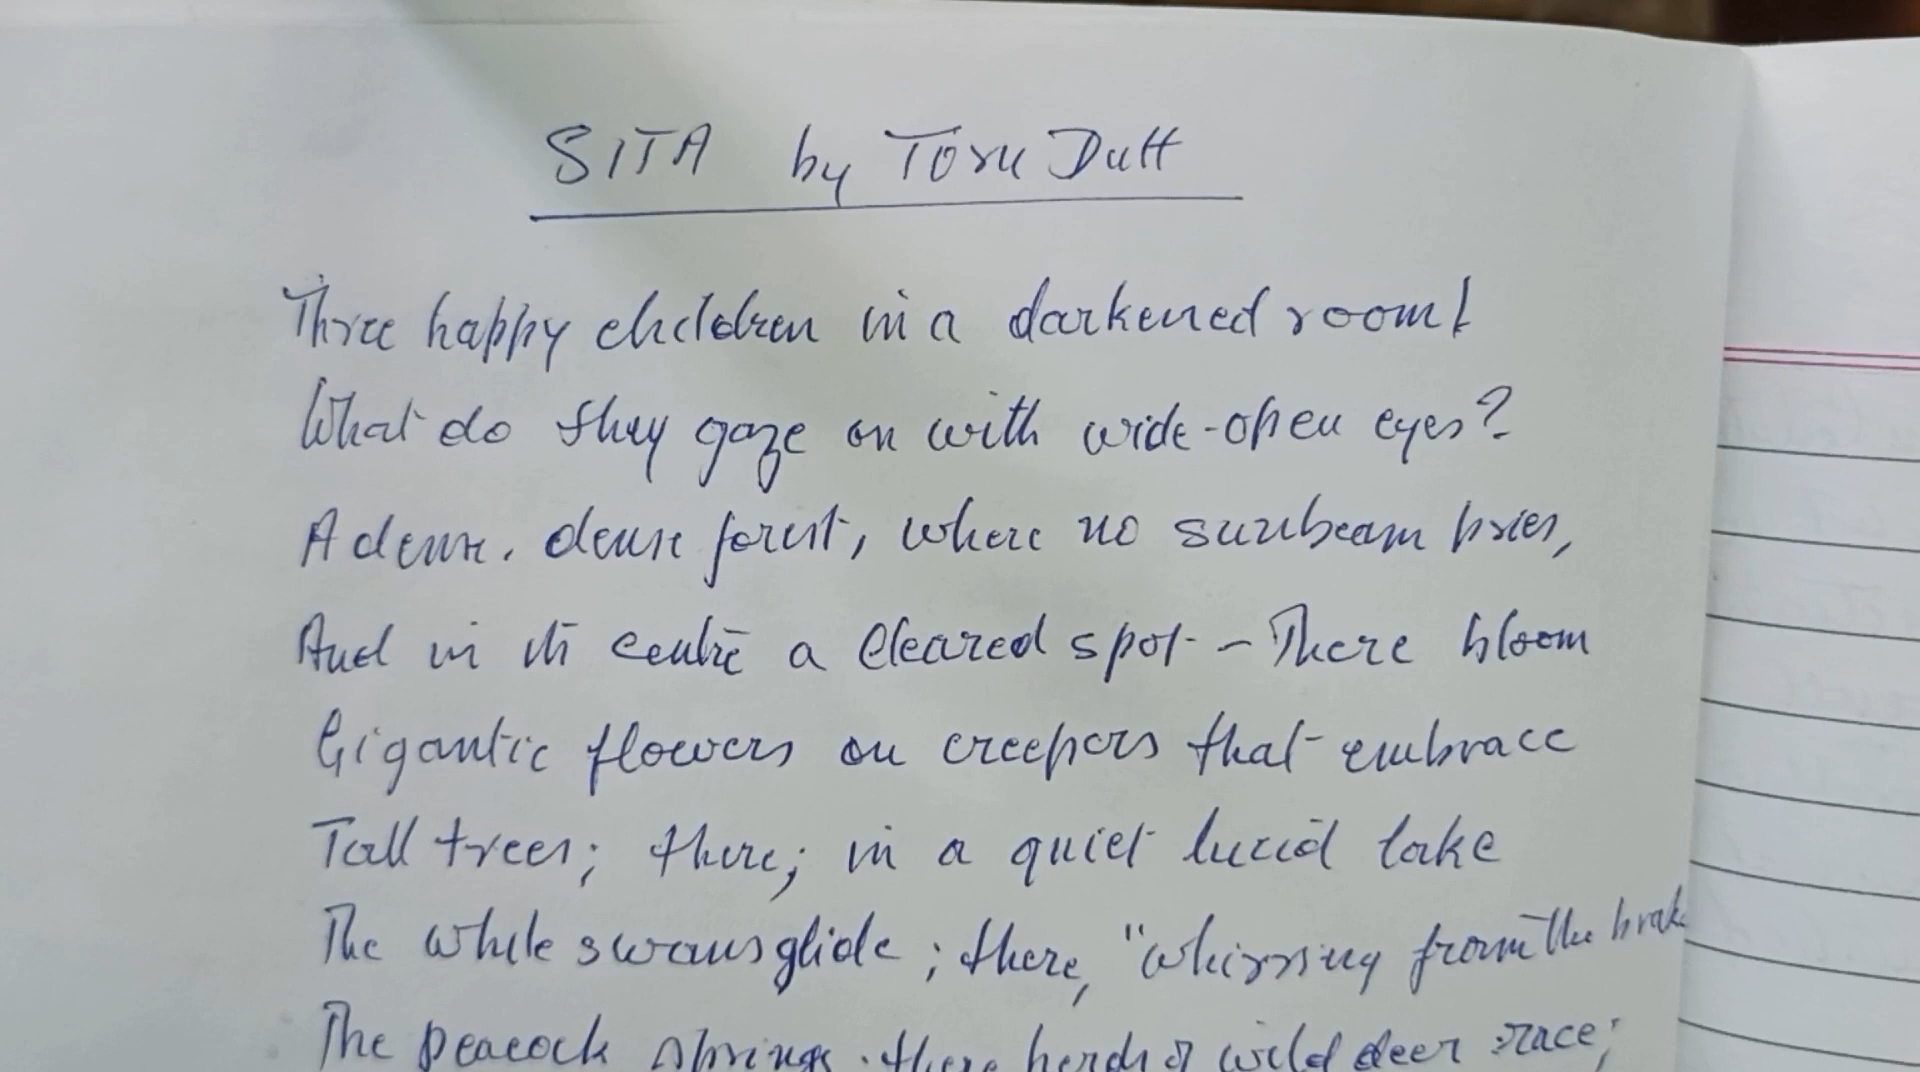 SITA by Toru Dutt
Three happy children in a darkened room!
What do they gaze on with wide-open eyes?
A dense, dense forest, where no sunbeam pries,
And in its centre a cleared spot - There bloom
Gigantic flowers on creepers that embrace
Tall trees; there; in a quiet lucid lake
The white swans glide; there, "whirring from the brake
The peacock springs, there herds of wild deer race;